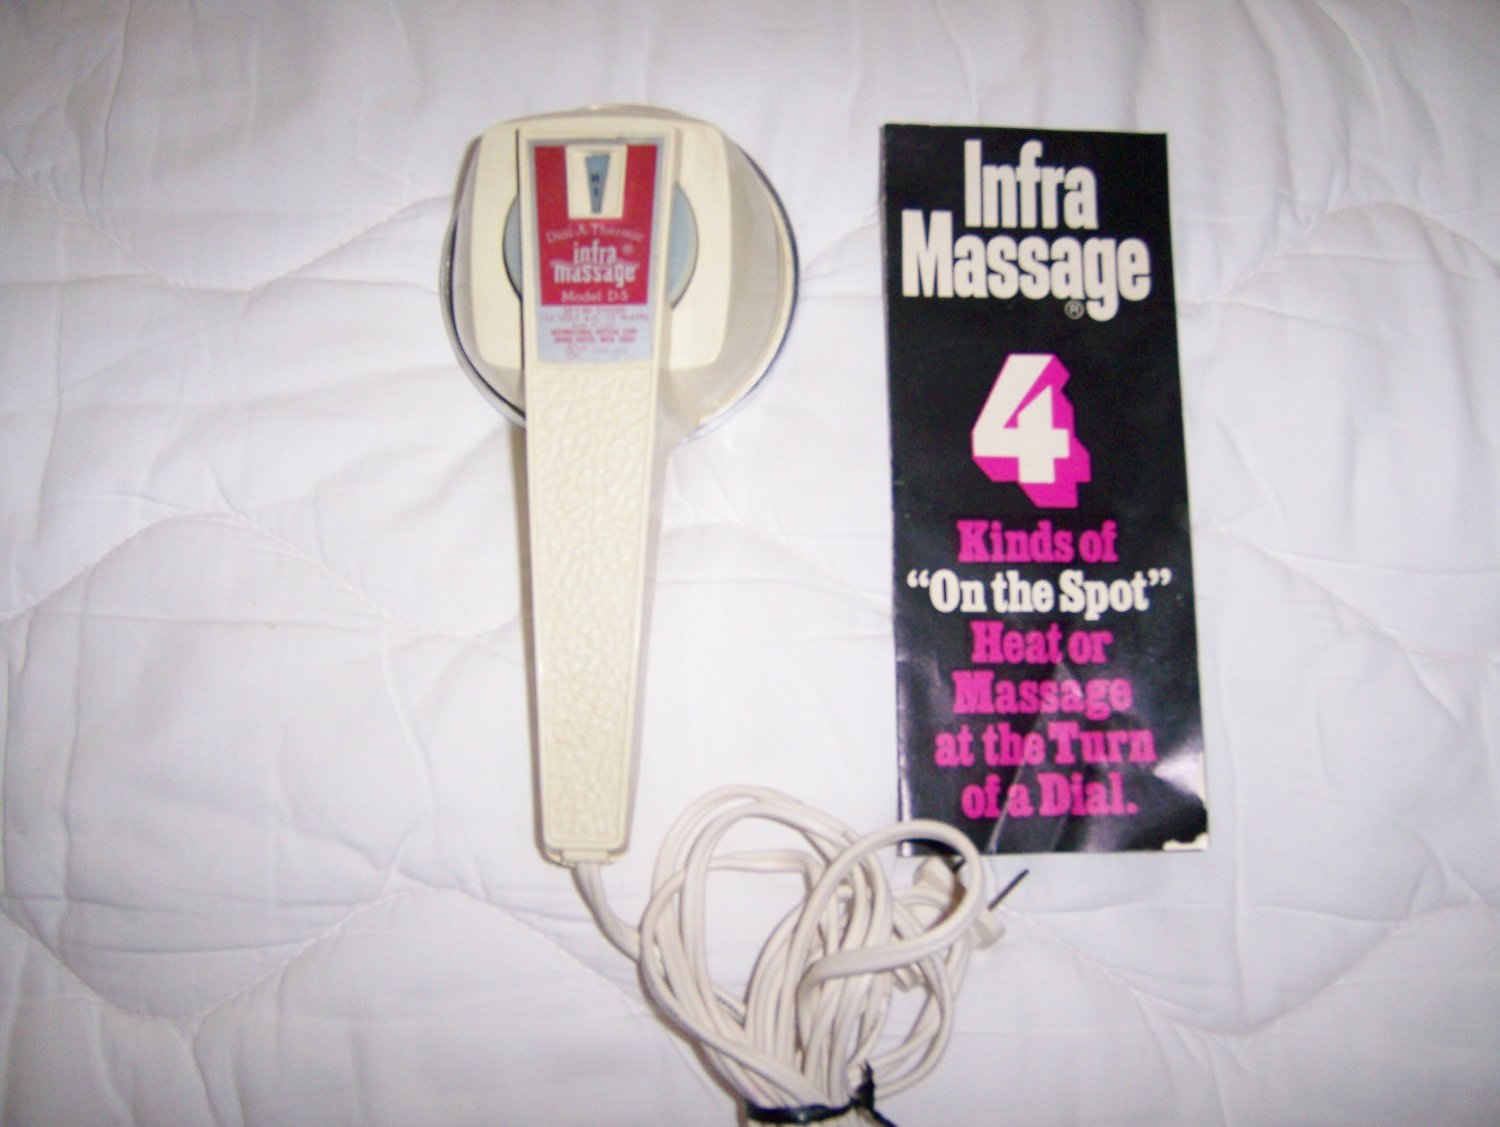 Dial-A-Thermic
infra ®
massage
Model D-S
Infra
Massage
®
4
Kinds of
“On the Spot”
Heat or
Massage
at the Turn
of a Dial.